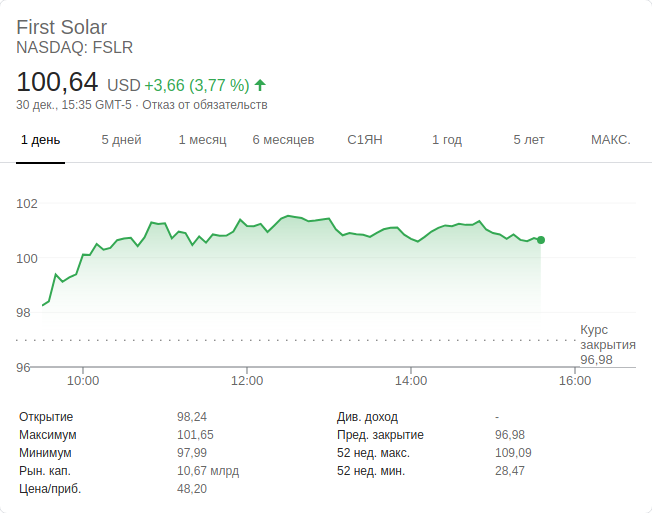 First Solar
NASDAQ: FSLR
100,64 USD +3,66 (3,77 %)
30 дек., 15:35 GMT-5 · Отказ от обязательств
1 день 5 дней 1 месяц 6 месяцев С1ЯН 1 год 5 лет МАКС.
102
100
98
96
Курс
закрытия
96,98
10:00 12:00 14:00 16:00
Открытие 98,24 Див. доход -
Максимум 101,65 Пред. закрытие 96,98
Минимум 97,99 52 нед. макс. 109,09
Рын. кап. 10,67 млрд 52 нед. мин. 28,47
Цена/приб. 48,20